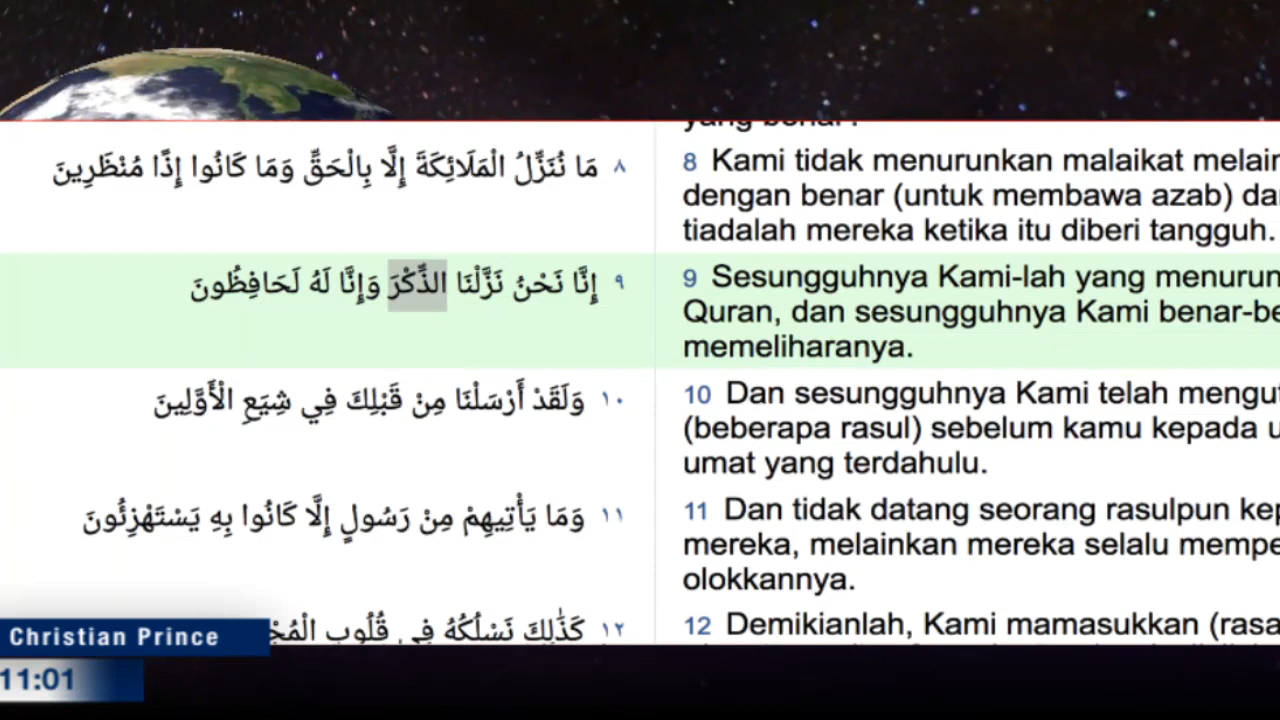 مَا نُنَزِّلُ الْمَلَائِكَةَ إِلَّا بِالْحَقِّ وَمَا كَانُوا إِذًا مُنْظَرِينَ ٨
8 Kami tidak menurunkan malaikat melain
dengan benar (untuk membawa azab) da
tiadalah mereka ketika itu diberi tangguh.
إِنَّا نَحْنُ نَزَّلْنَا الذِّكْرَ وَإِنَّا لَهُ لَحَافِظُونَ ٩
9 Sesungguhnya Kami-lah yang menurun
Quran, dan sesungguhnya Kami benar-be
memeliharanya.
وَلَقَدْ أَرْسَلْنَا مِنْ قَبْلِكَ فِي شِيَعِ الْأَوَّلِينَ ١٠
10 Dan sesungguhnya Kami telah mengut
(beberapa rasul) sebelum kamu kepada u
umat yang terdahulu.
وَمَا يَأْتِيهِمْ مِنْ رَسُولٍ إِلَّا كَانُوا بِهِ يَسْتَهْزِئُونَ ١١
11 Dan tidak datang seorang rasulpun kep
mereka, melainkan mereka selalu mempe
olokkannya.
كَذَٰلِكَ نَسْلُكُهُ فِي قُلُوبِ ١٢
12 Demikianlah, Kami mamasukkan (rasa
Christian Prince
11:01